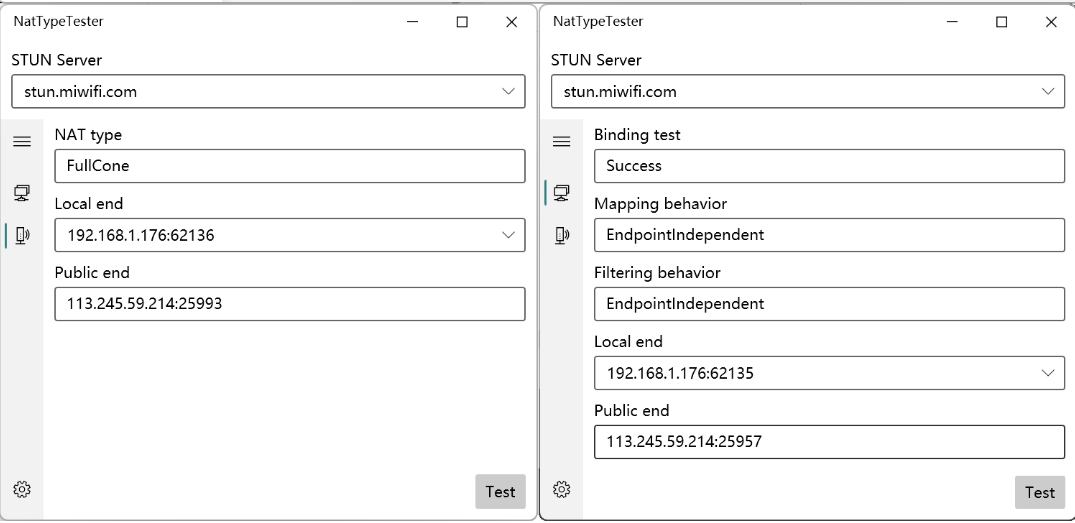 NatTypeTester
STUN Server
stun.miwifi.com
NAT type
FullCone
Local end
192.168.1.176:62136
Public end
113.245.59.214:25993
Test
NatTypeTester
STUN Server
stun.miwifi.com
Binding test
Success
Mapping behavior
EndpointIndependent
Filtering behavior
EndpointIndependent
Local end
192.168.1.176:62135
Public end
113.245.59.214:25957
Test